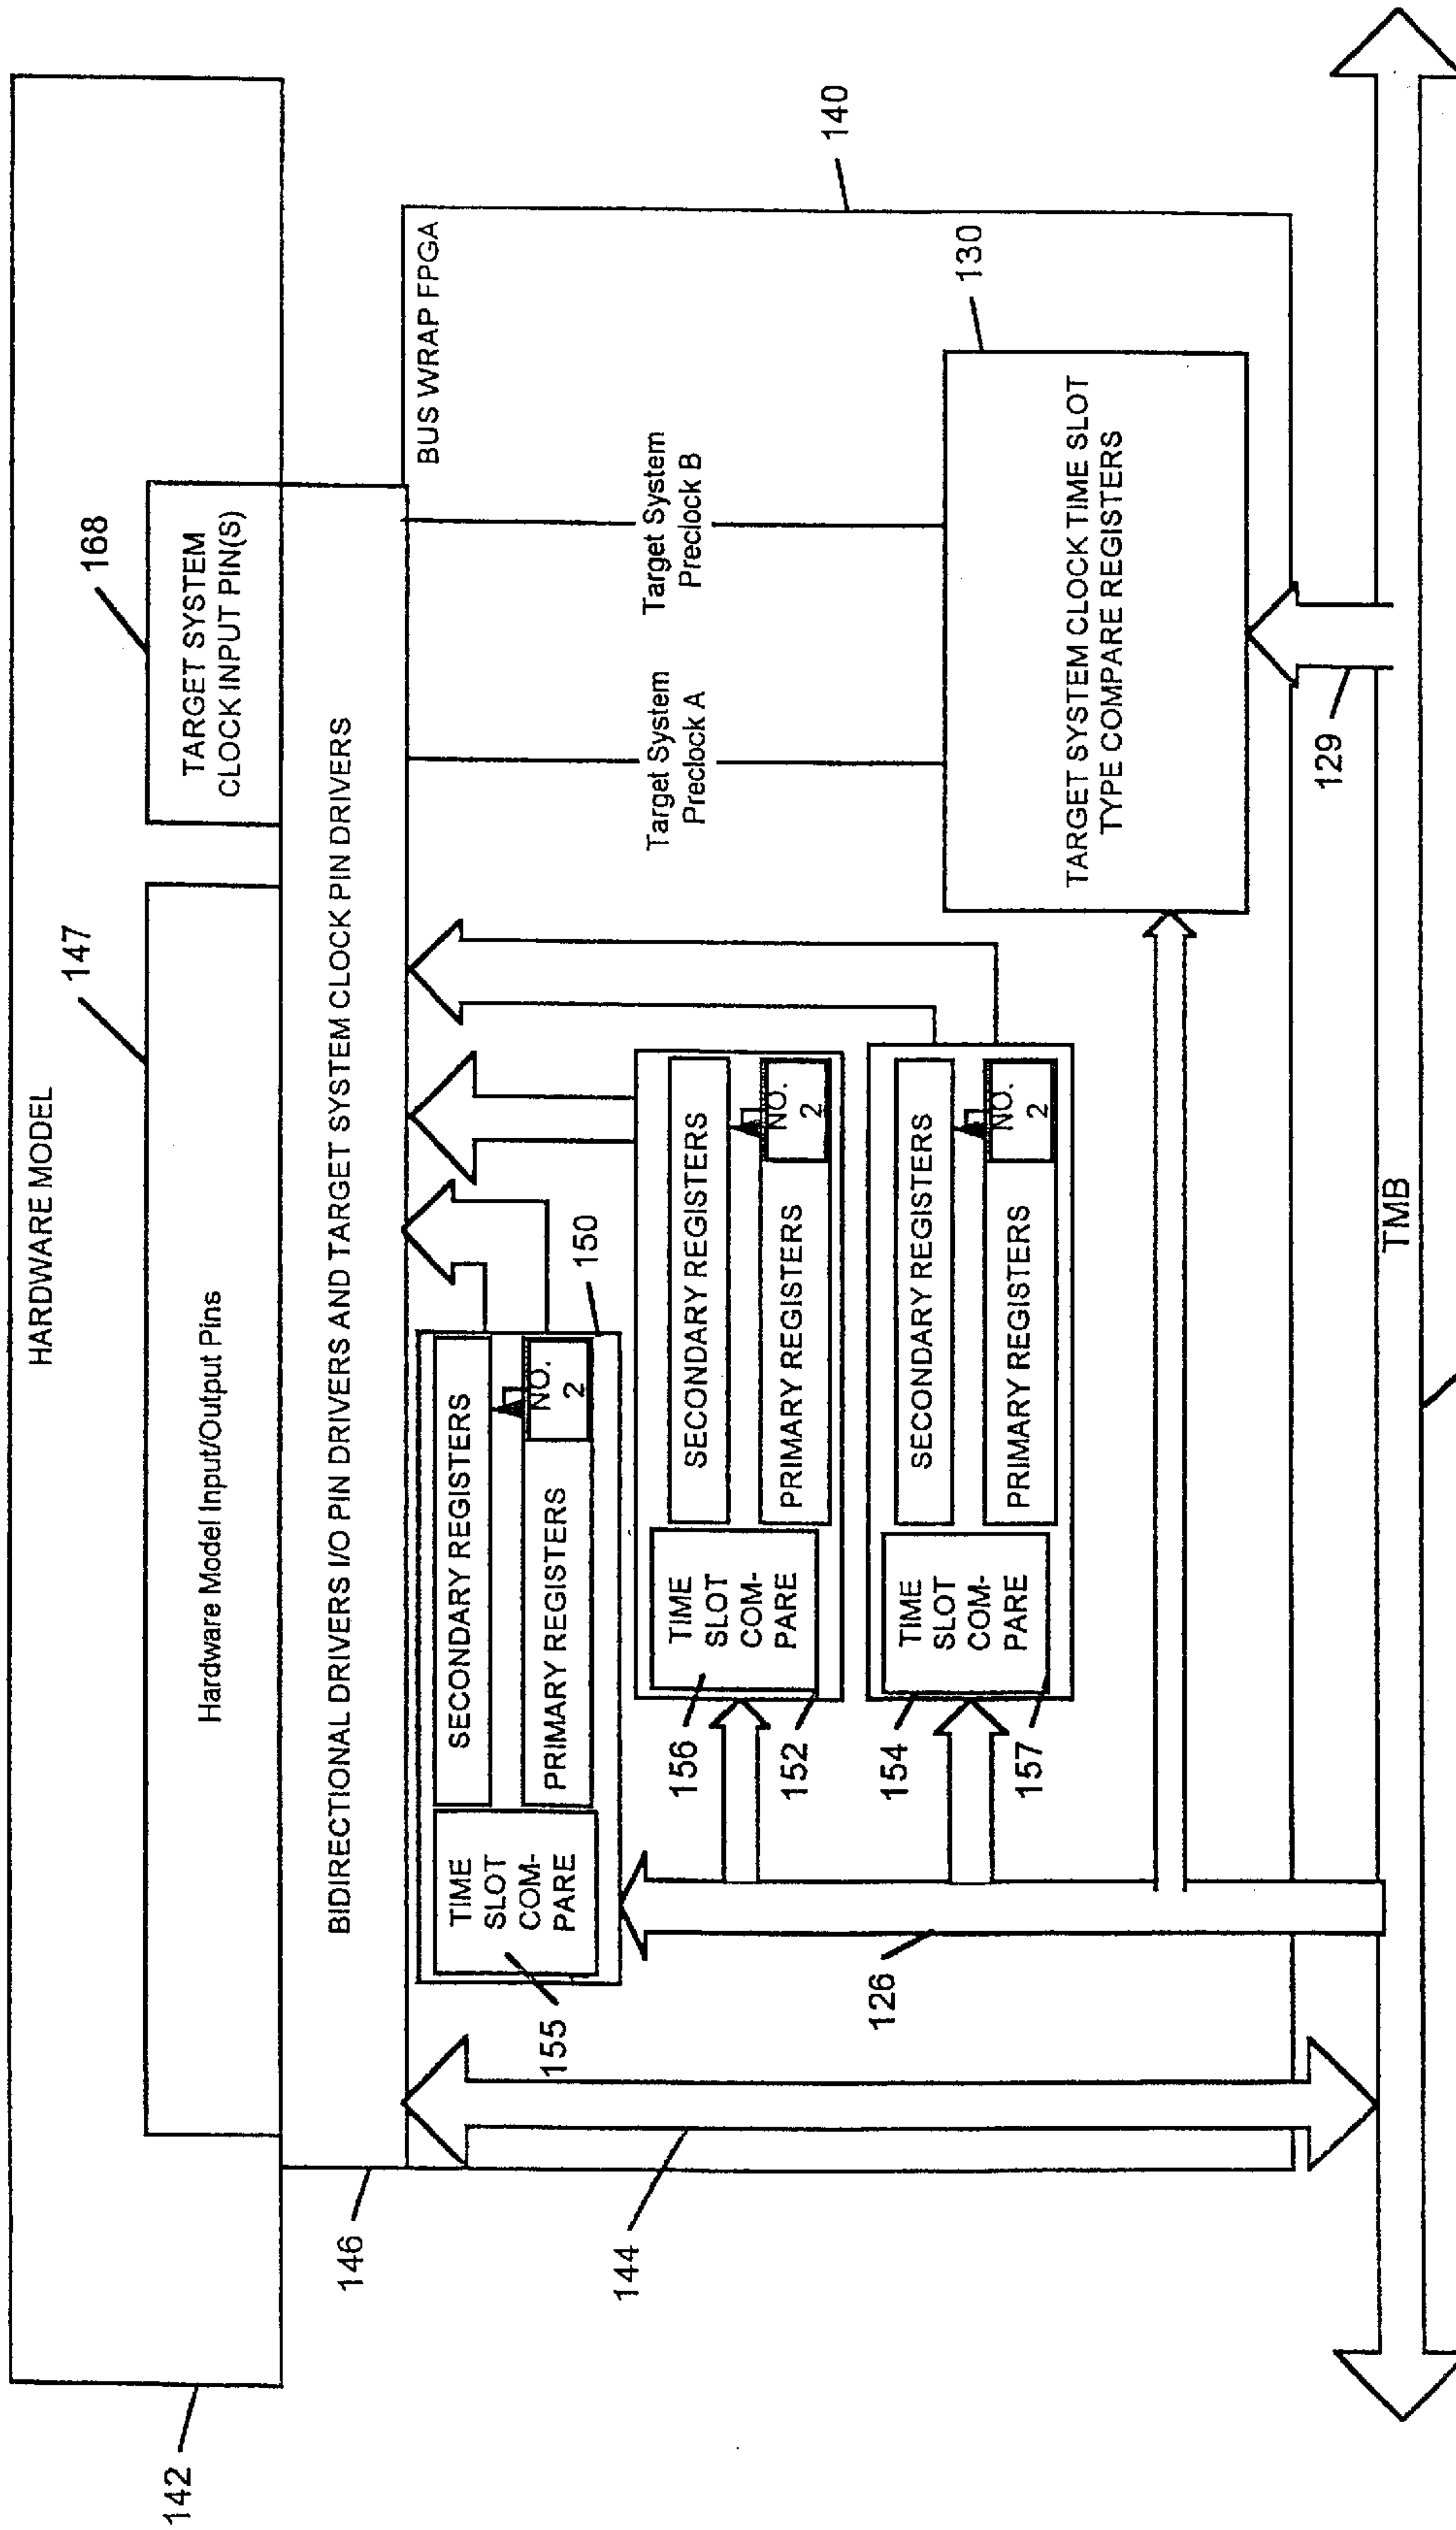 HARDWARE MODEL
142
147
168
Hardware Model Input/Output Pins
TARGET SYSTEM
CLOCK INPUT PIN(S)
146
BIDIRECTIONAL DRIVERS I/O PIN DRIVERS AND TARGET SYSTEM CLOCK PIN DRIVERS
BUS WRAP FPGA
140
155
TIME
SLOT
COM-
PARE
SECONDARY REGISTERS
PRIMARY REGISTERS
NO.
2
150
156
152
TIME
SLOT
COM-
PARE
SECONDARY REGISTERS
PRIMARY REGISTERS
NO.
2
154
157
TIME
SLOT
COM-
PARE
SECONDARY REGISTERS
PRIMARY REGISTERS
NO.
2
Target System
Preclock A
Target System
Preclock B
130
TARGET SYSTEM CLOCK TIME SLOT
TYPE COMPARE REGISTERS
144
126
129
TMB